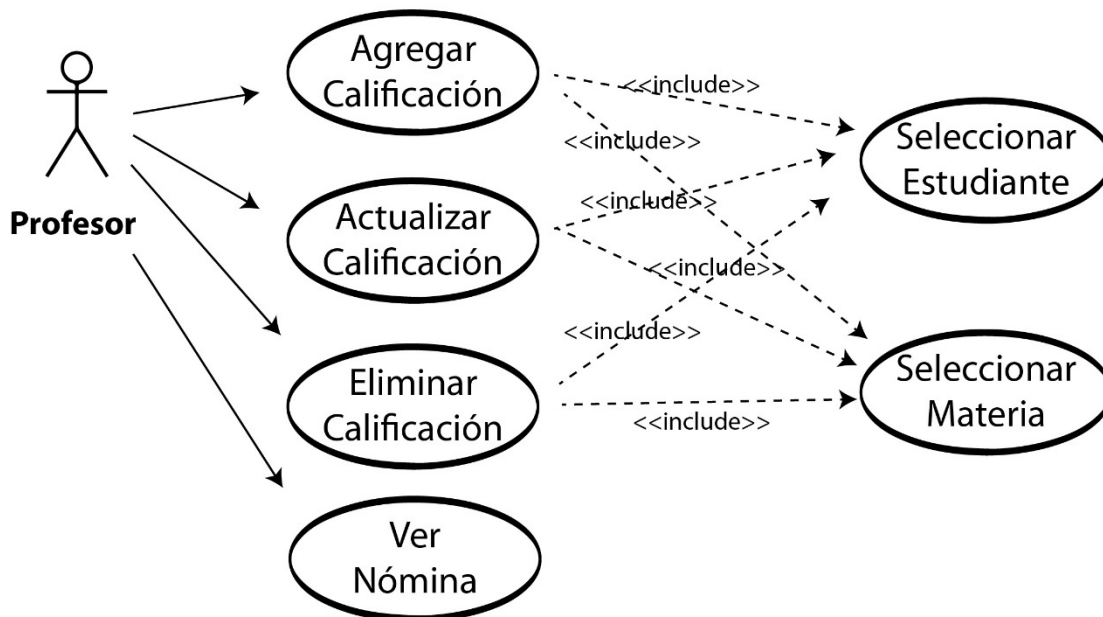 Profesor
Agregar
Calificación
Actualizar
Calificación
Eliminar
Calificación
Ver
Nómina
<<include>>
<<include>>
<<include>>
<<include>>
<<include>>
<<include>>
Seleccionar
Estudiante
Seleccionar
Materia